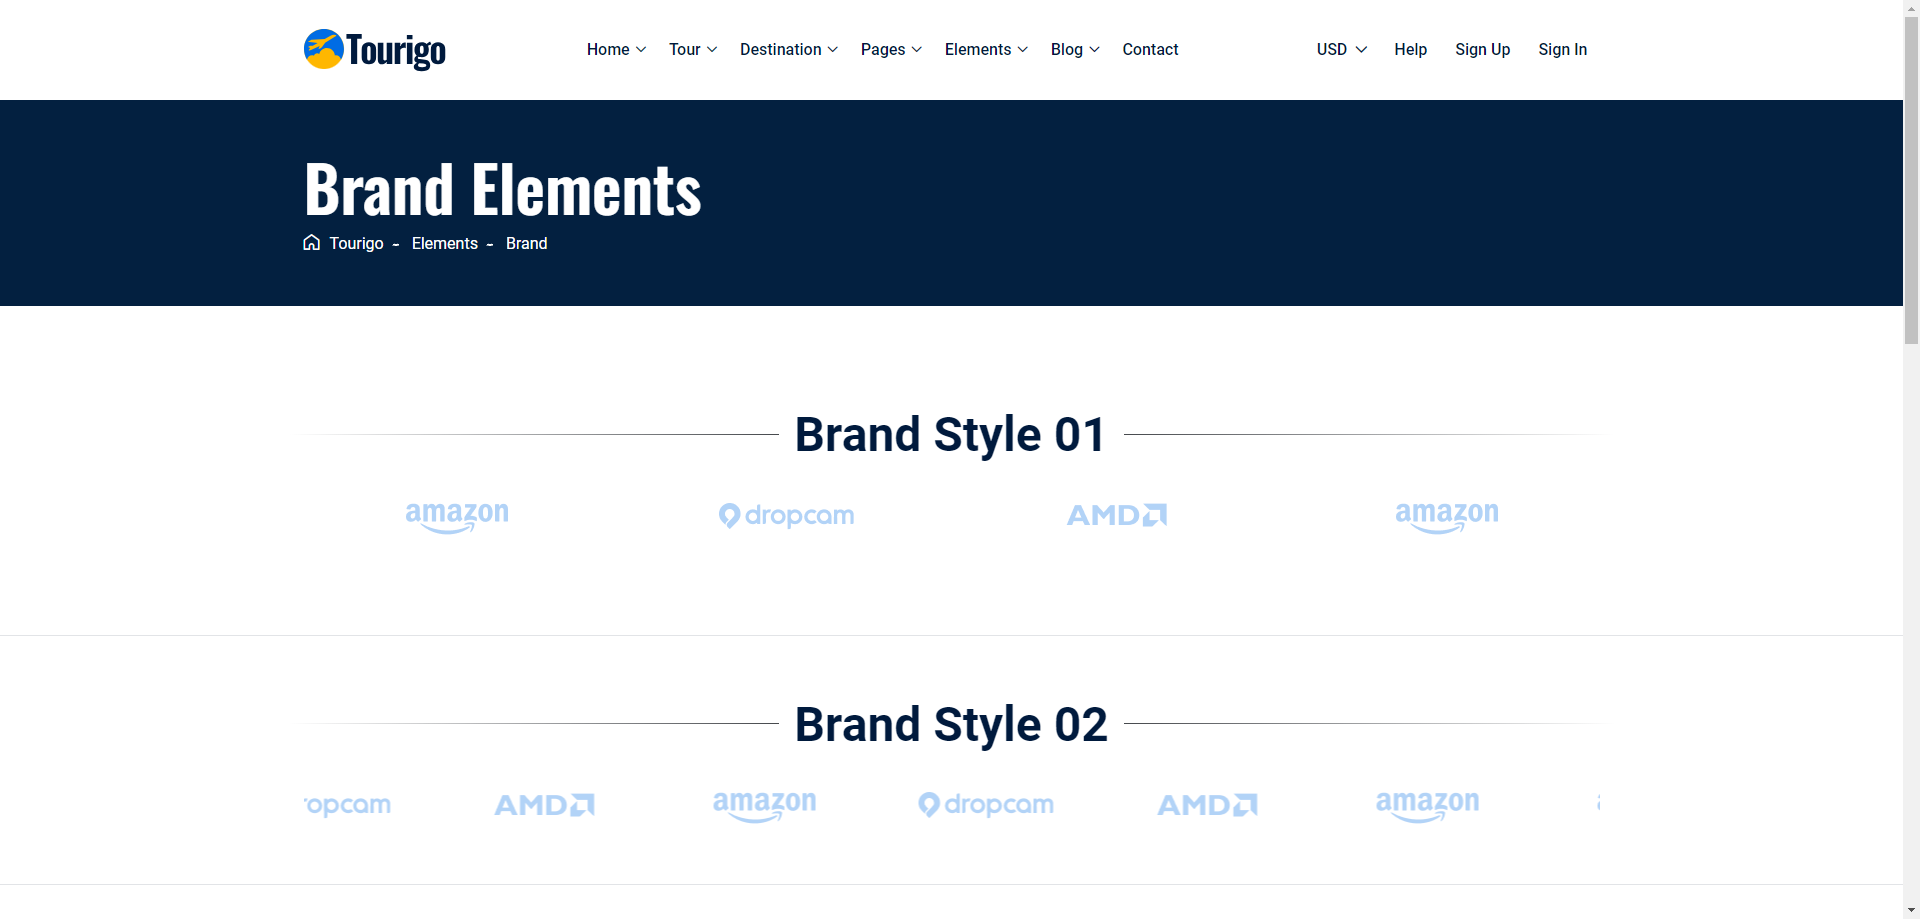 Tourigo Home Tour Destination Pages Elements Blog Contact USD Help Sign Up Sign In
Brand Elements
Tourigo - Elements - Brand
Brand Style 01
amazon dropcam AMD amazon
Brand Style 02
ropcam AMD amazon dropcam AMD amazon